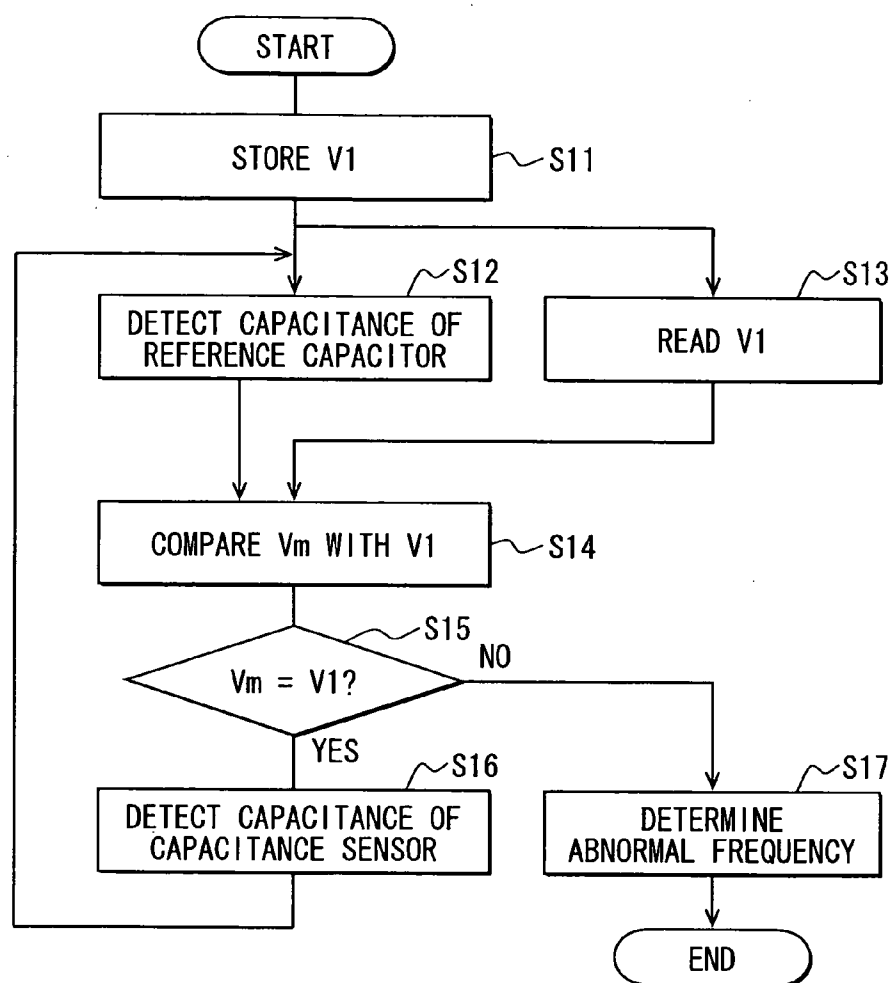 START
STORE V1
S11
S12
S13
DETECT CAPACITANCE OF
REFERENCE CAPACITOR
READ V1
COMPARE Vm WITH V1
S14
S15
Vm = V1?
NO
YES
S16
S17
DETECT CAPACITANCE OF
CAPACITANCE SENSOR
DETERMINE
ABNORMAL FREQUENCY
END